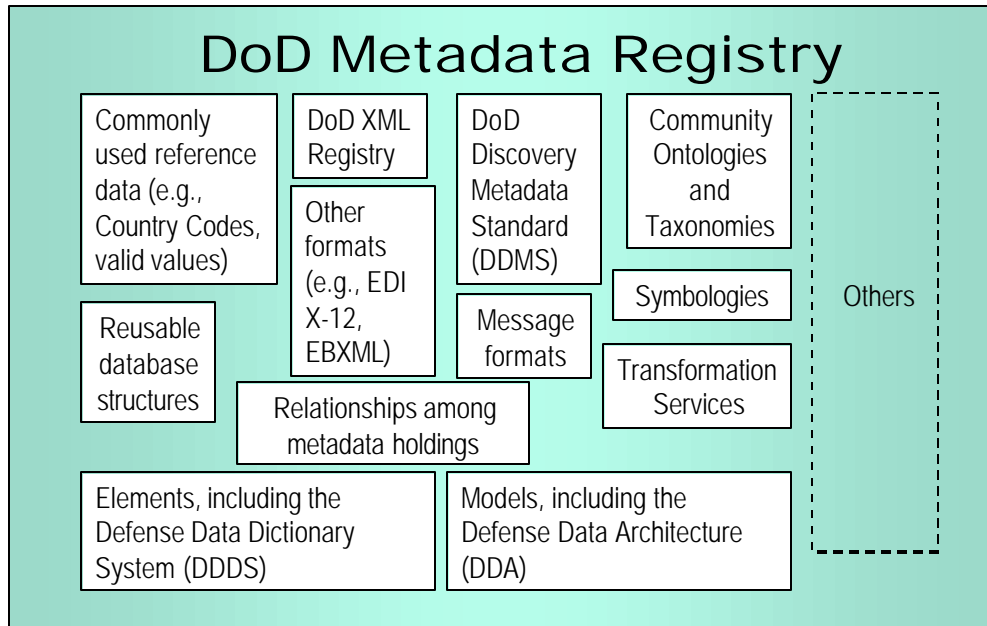 DoD Metadata Registry
Commonly
used reference
data (e.g.,
Country Codes,
valid values)
DoD XML
Registry
DoD
Discovery
Metadata
Standard
(DDMS)
Community
Ontologies
and
Taxonomies
Other
formats
(e.g., EDI
X-12,
EBXML)
Symbologies
Others
Reusable
database
structures
Message
formats
Transformation
Services
Relationships among
metadata holdings
Elements, including the
Defense Data Dictionary
System (DDDS)
Models, including the
Defense Data Architecture
(DDA)